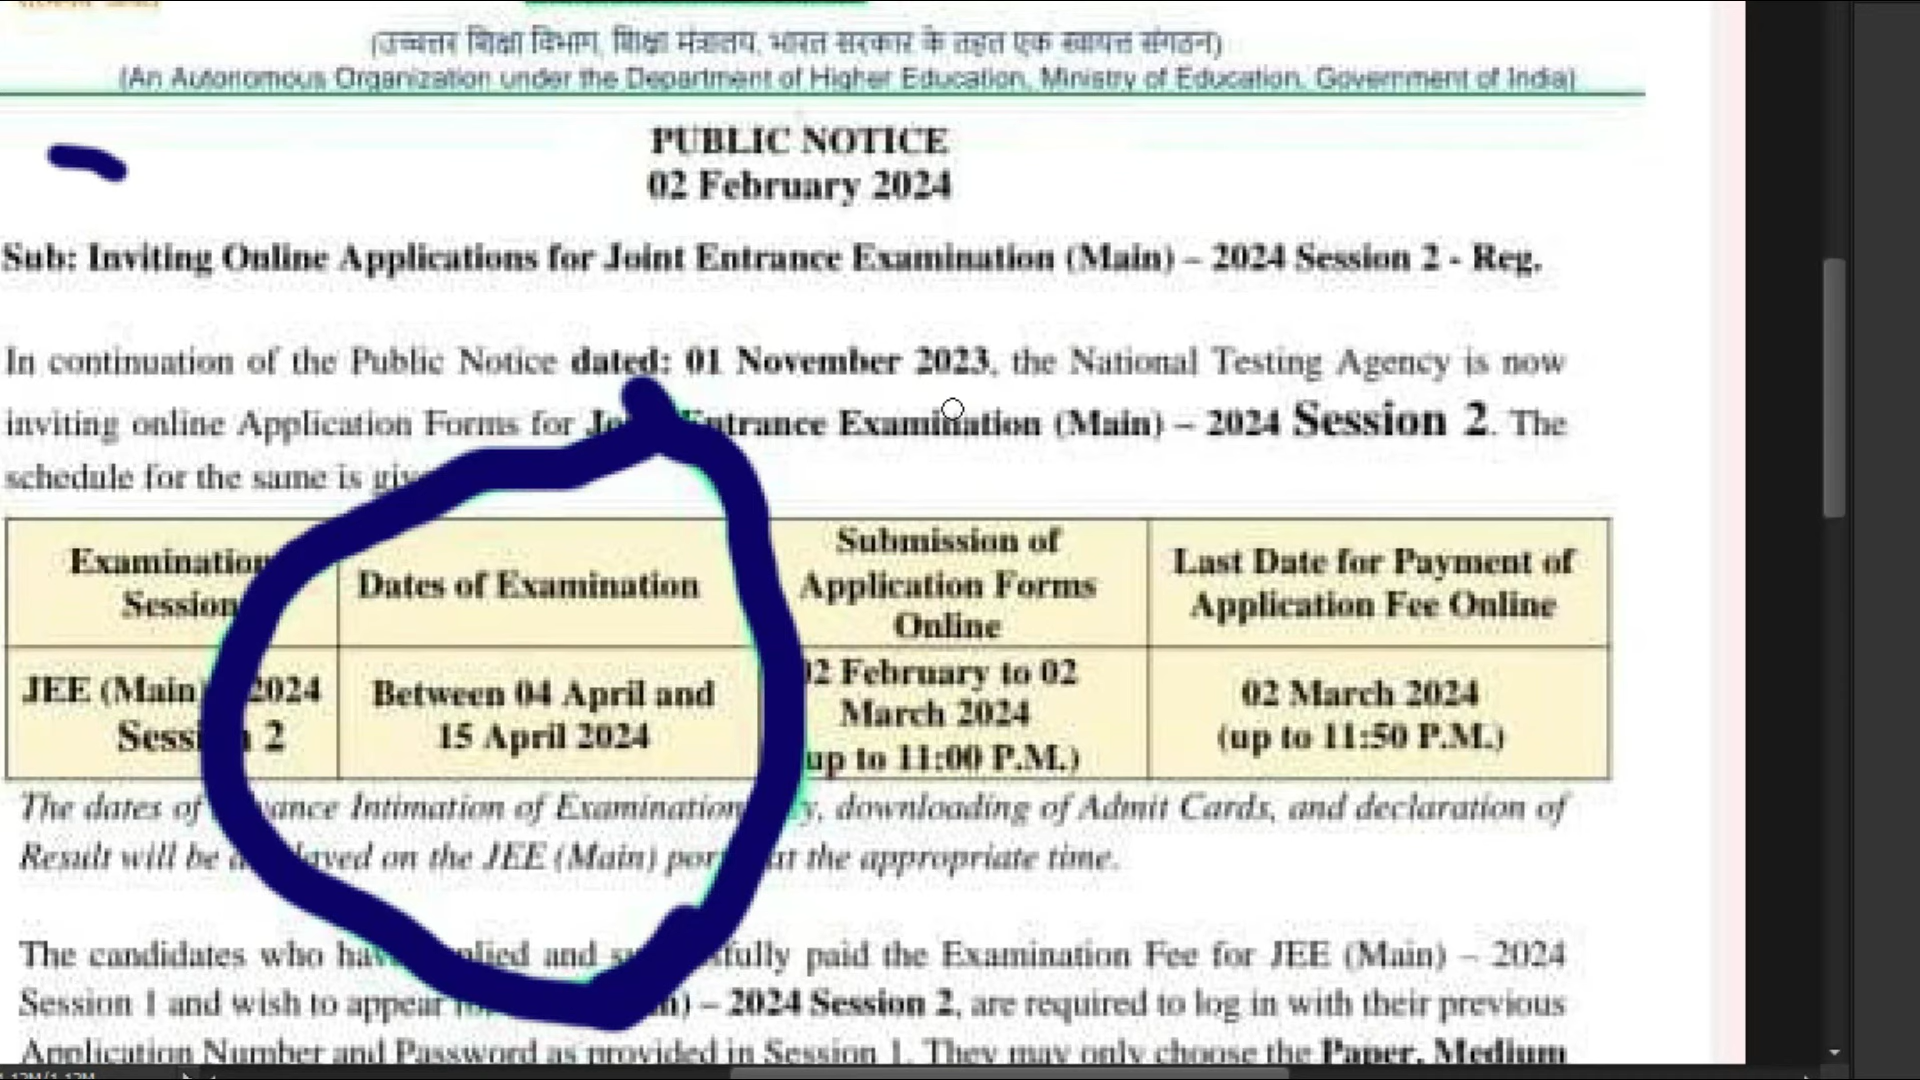 (उच्चतर शिक्षा विभाग, शिक्षा मंत्रालय, भारत सरकार के तहत एक स्वायत्त संगठन)
(An Autonomous Organization under the Department of Higher Education, Ministry of Education, Government of India)
PUBLIC NOTICE
02 February 2024
Sub: Inviting Online Applications for Joint Entrance Examination (Main) – 2024 Session 2 - Reg.
In continuation of the Public Notice dated: 01 November 2023, the National Testing Agency is now
inviting online Application Forms for Entrance Examination (Main) – 2024 Session 2. The
schedule for the same is
Examination Session
Dates of Examination
Submission of Application Forms Online
Last Date for Payment of Application Fee Online
JEE (Main) 2024 Session 2
Between 04 April and 15 April 2024
02 February to 02 March 2024 (up to 11:00 P.M.)
02 March 2024 (up to 11:50 P.M.)
The dates of Intimation of Examination downloading of Admit Cards, and declaration of
Result will be displayed on the JEE (Main) portal at the appropriate time.
The candidates who have applied and successfully paid the Examination Fee for JEE (Main) – 2024
Session 1 and wish to appear – 2024 Session 2, are required to log in with their previous
Application Number and Password as provided in Session 1. They may only choose the Paper, Medium